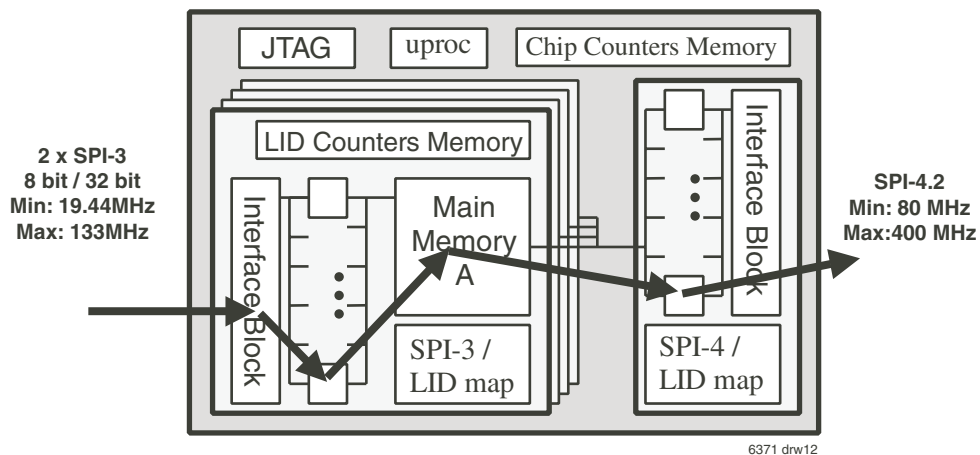 JTAG
uproc
Chip Counters Memory
LID Counters Memory
2 x SPI-3
8 bit / 32 bit
Min: 19.44MHz
Max: 133MHz
Interface Block
Main
Memory
A
SPI-3 /
LID map
Interface Block
SPI-4 /
LID map
SPI-4.2
Min: 80 MHz
Max:400 MHz
6371 drw12